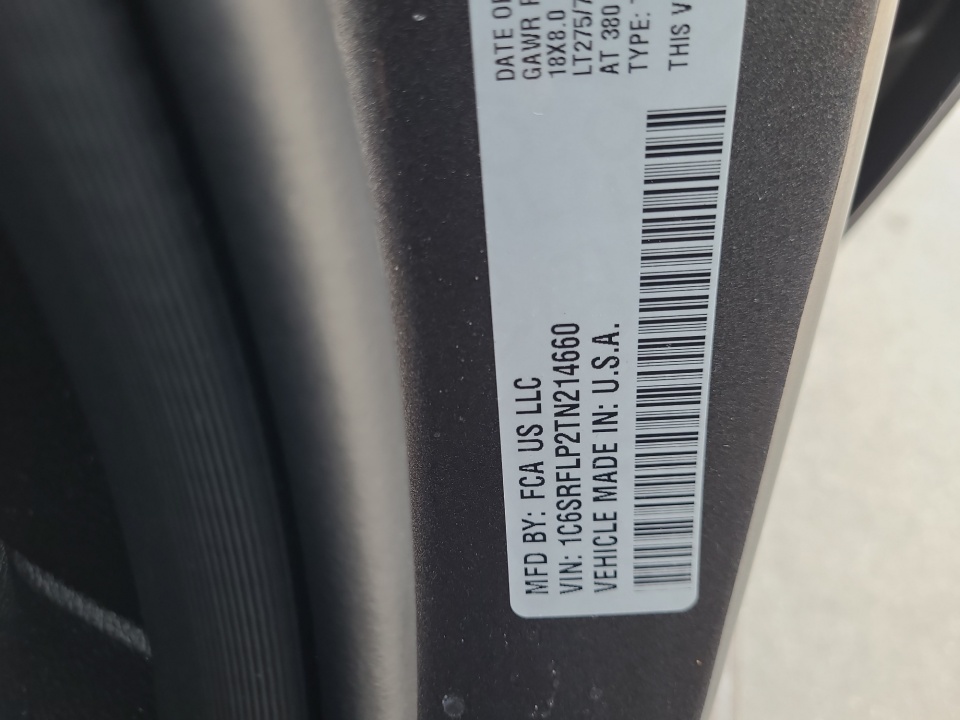 MFD BY: FCA US LLC
VIN: 1C6SRFLP2TN214660
VEHICLE MADE IN: U.S.A.
DATE OF
GAWR
18X8.0
LT275/7
AT 380
TYPE:
THIS V